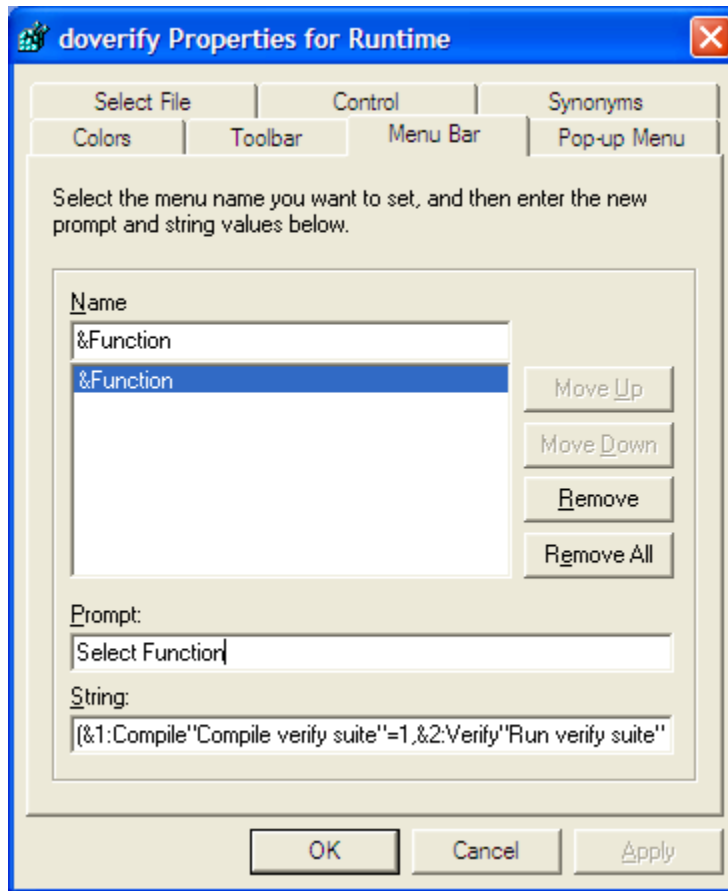 doverify Properties for Runtime
Select File
Control
Synonyms
Colors
Toolbar
Menu Bar
Pop-up Menu
Select the menu name you want to set, and then enter the new
prompt and string values below.
Name
&Function
&Function
Move Up
Move Down
Remove
Remove All
Prompt:
Select Function
String:
(&1:Compile"Compile verify suite"=1,&2:Verify"Run verify suite"
OK
Cancel
Apply